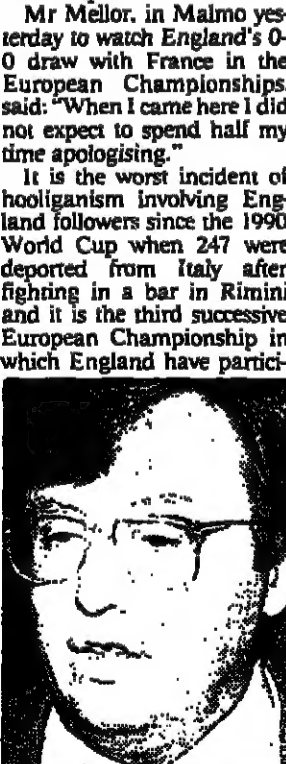 Mr Mellor, in Malmo yes-
terday to watch England's 0-
0 draw with France in the
European Championships,
said: "When I came here I did
not expect to spend half my
time apologising."
It is the worst incident of
hooliganism involving Eng-
land followers since the 1990
World Cup when 247 were
deported from Italy after
fighting in a bar in Rimini
and it is the third successive
European Championship in
which England have partici-